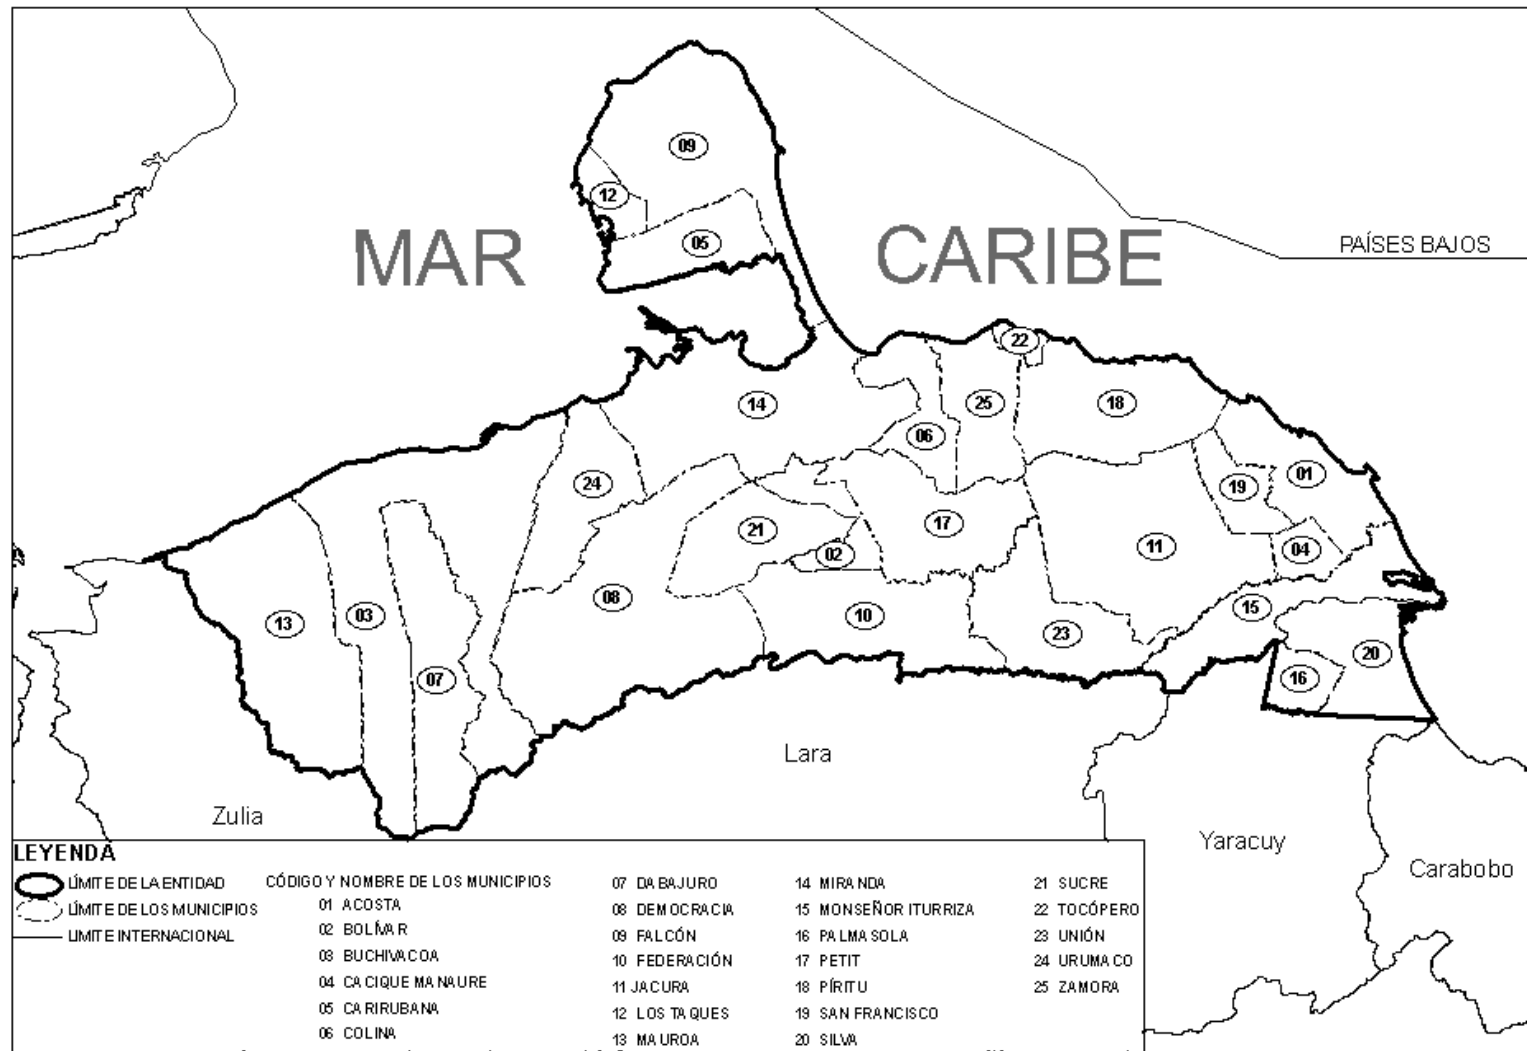 09
12
MAR
CARIBE
05
PAÍSES BAJOS
22
14
25
18
06
24
19
01
21
17
02
11
04
08
10
15
13
03
23
20
07
16
Lara
Zulia
Yaracuy
Carabobo
LEYENDA
LÍMITE DE LA ENTIDAD
LÍMITE DE LOS MUNICIPIOS
LIMITE INTERNACIONAL
CÓDIGO Y NOMBRE DE LOS MUNICIPIOS
01 ACOSTA
02 BOLÍVAR
03 BUCHIVACOA
04 CACIQUE MANAURE
05 CARIRUBANA
06 COLINA
07 DABAJURO
08 DEMOCRACIA
09 FALCÓN
10 FEDERACIÓN
11 JACURA
12 LOS TAQUES
13 MAUROA
14 MIRANDA
15 MONSEÑOR ITURRIZA
16 PALMASOLA
17 PETIT
18 PÍRITU
19 SAN FRANCISCO
20 SILVA
21 SUCRE
22 TOCÓPERO
23 UNIÓN
24 URUMACO
25 ZAMORA